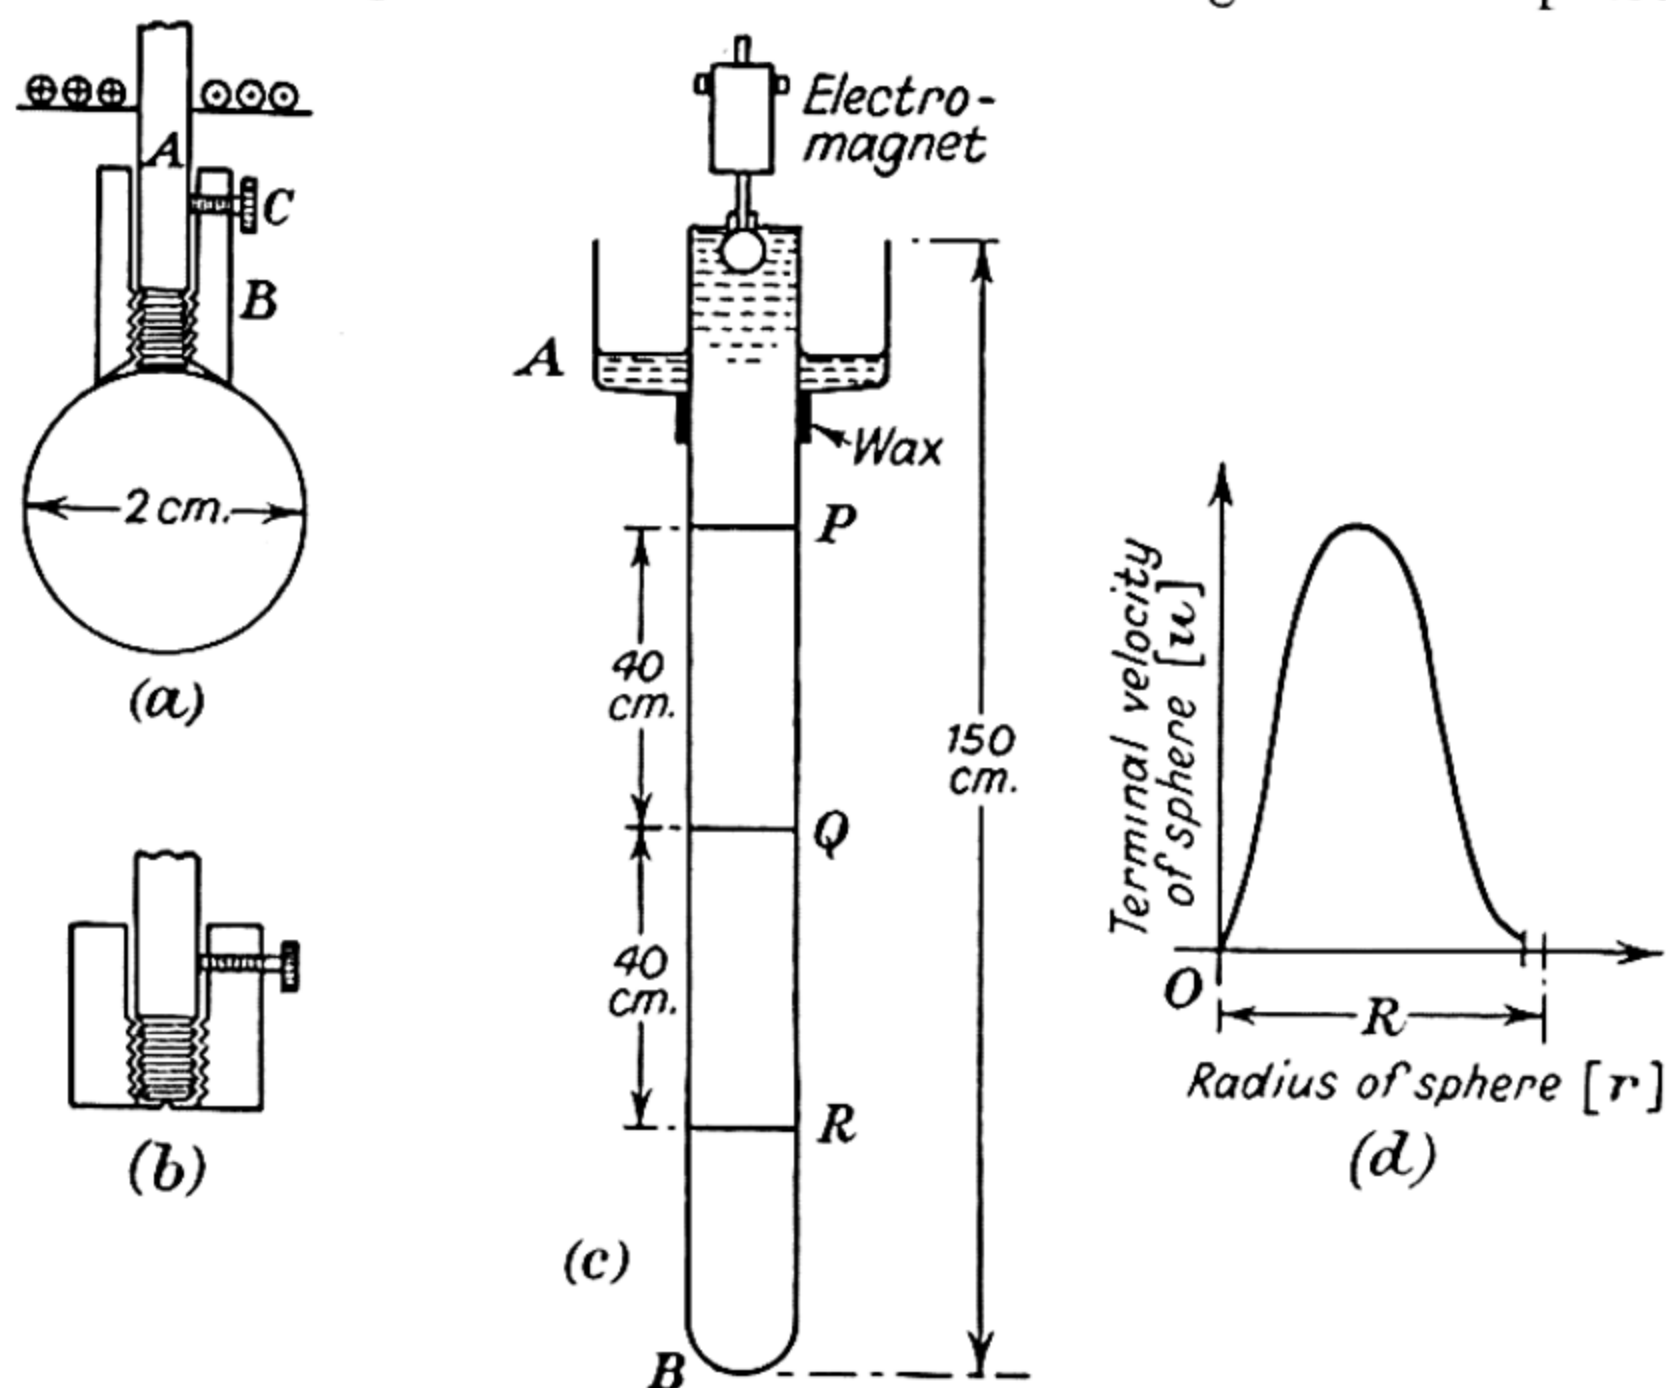 A
C
B
2 cm.
(a)
(b)
Electro-
magnet
A
Wax
P
40
cm.
Q
150
cm.
40
cm.
R
(c)
B
Terminal velocity
of sphere [u]
O
R
Radius of sphere [r]
(d)